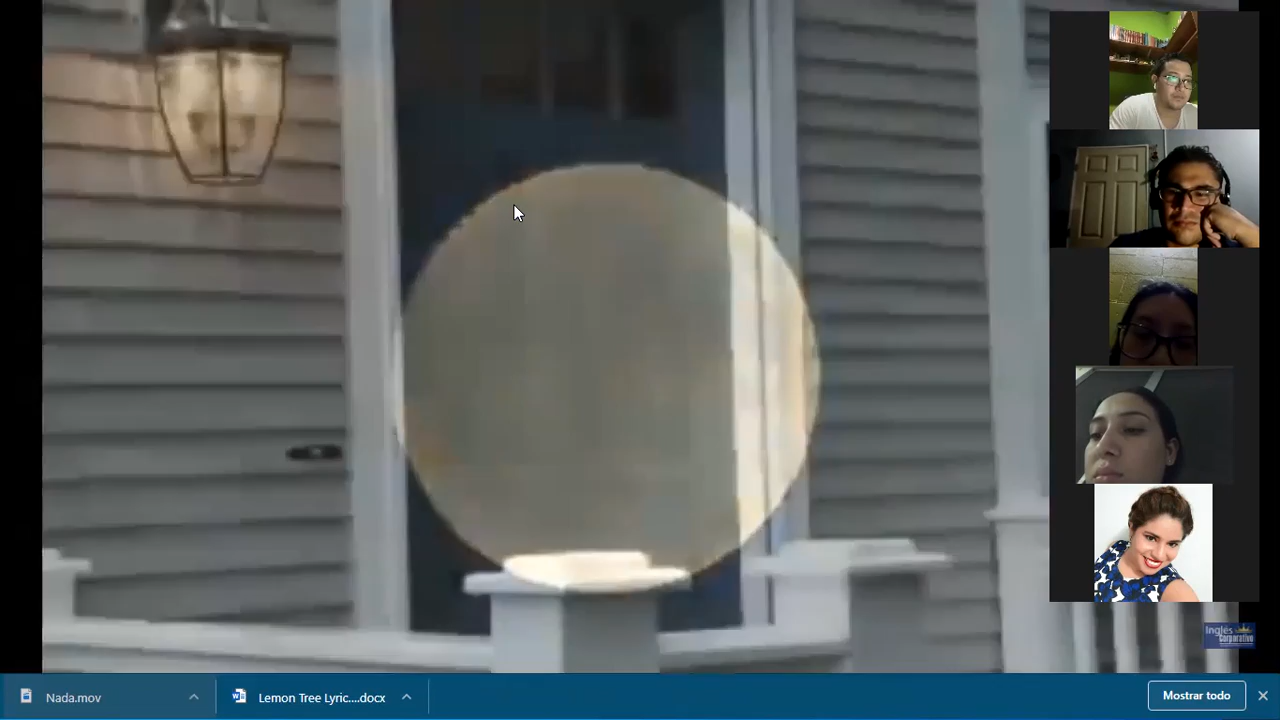 Inglés
Corporativo
Nada.mov
Lemon Tree Lyric....docx
Mostrar todo